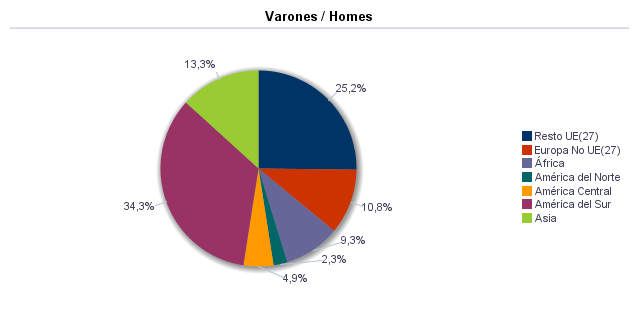 Varones / Homes
13,3%
25,2%
34,3%
10,8%
9,3%
2,3%
4,9%
Resto UE(27)
Europa No UE(27)
África
América del Norte
América Central
América del Sur
Asia